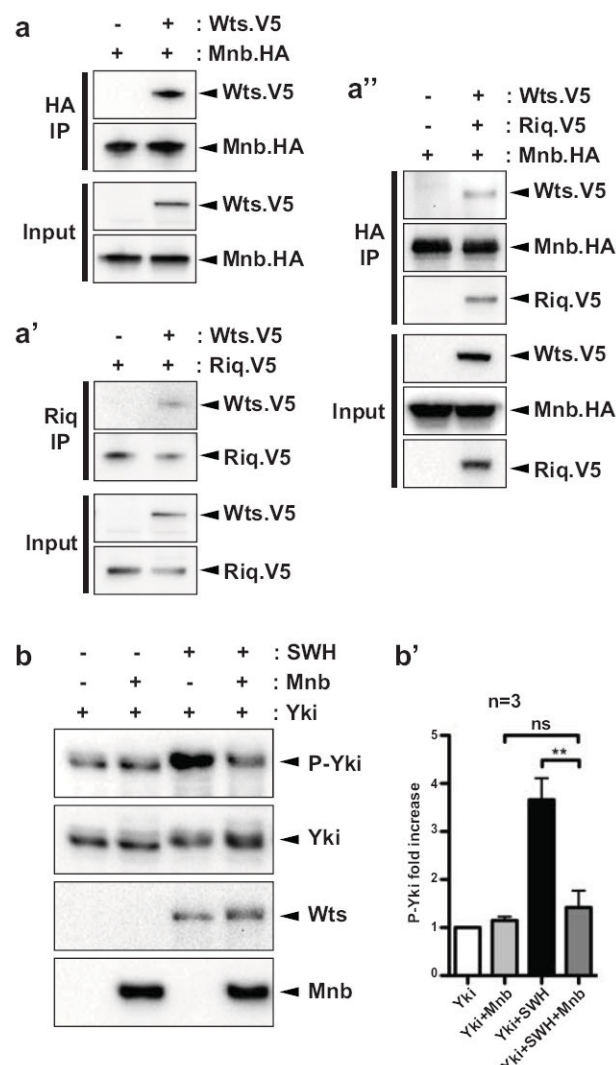 a
- + : Wts.V5
+ + : Mnb.HA
HA IP
Wts.V5
Mnb.HA
Input
Wts.V5
Mnb.HA
a'
- + : Wts.V5
+ + : Riq.V5
Riq IP
Wts.V5
Riq.V5
Input
Wts.V5
Riq.V5
a''
- + : Wts.V5
- + : Riq.V5
+ + : Mnb.HA
HA IP
Wts.V5
Mnb.HA
Riq.V5
Input
Wts.V5
Mnb.HA
Riq.V5
b
- - + + : SWH
- + - + : Mnb
+ + + + : Yki
P-Yki
Yki
Wts
Mnb
b'
n=3
ns
**
P-Yki fold increase
5
4
3
2
1
0
Yki
Yki+Mnb
Yki+SWH
Yki+SWH+Mnb